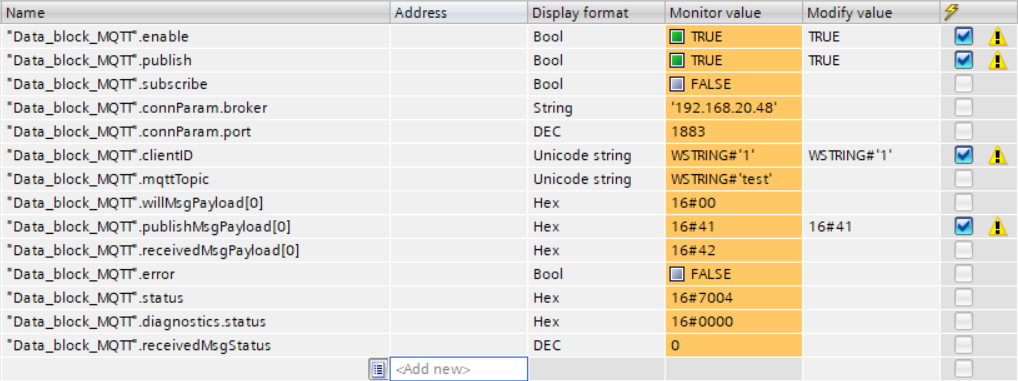 Name Address Display format Monitor value Modify value
"Data_block_MQTT".enable Bool TRUE TRUE
"Data_block_MQTT".publish Bool TRUE TRUE
"Data_block_MQTT".subscribe Bool FALSE
"Data_block_MQTT".connParam.broker String '192.168.20.48'
"Data_block_MQTT".connParam.port DEC 1883
"Data_block_MQTT".clientID Unicode string WSTRING#'1' WSTRING#'1'
"Data_block_MQTT".mqttTopic Unicode string WSTRING#'test'
"Data_block_MQTT".willMsgPayload[0] Hex 16#00
"Data_block_MQTT".publishMsgPayload[0] Hex 16#41 16#41
"Data_block_MQTT".receivedMsgPayload[0] Hex 16#42
"Data_block_MQTT".error Bool FALSE
"Data_block_MQTT".status Hex 16#7004
"Data_block_MQTT".diagnostics.status Hex 16#0000
"Data_block_MQTT".receivedMsgStatus DEC 0
<Add new>